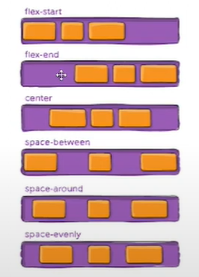 flex-start
flex-end
center
space-between
space-around
space-evenly